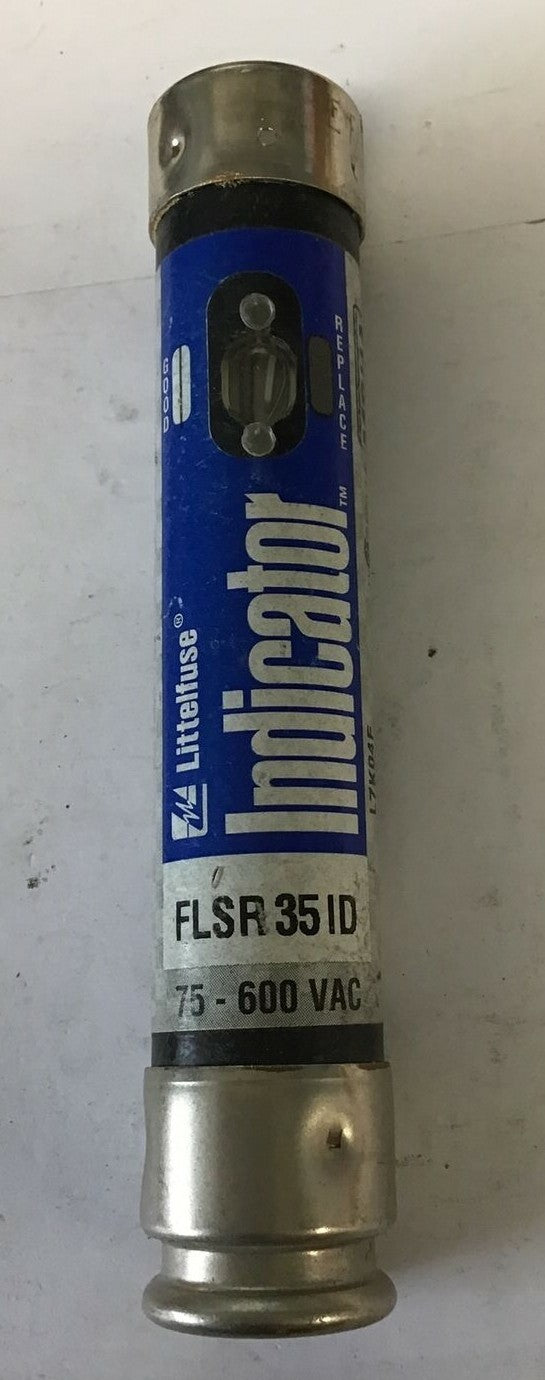 GOOD
REPLACE
Littelfuse®
Indicator™
FLSR 35 ID
75 - 600 VAC
L7K04F